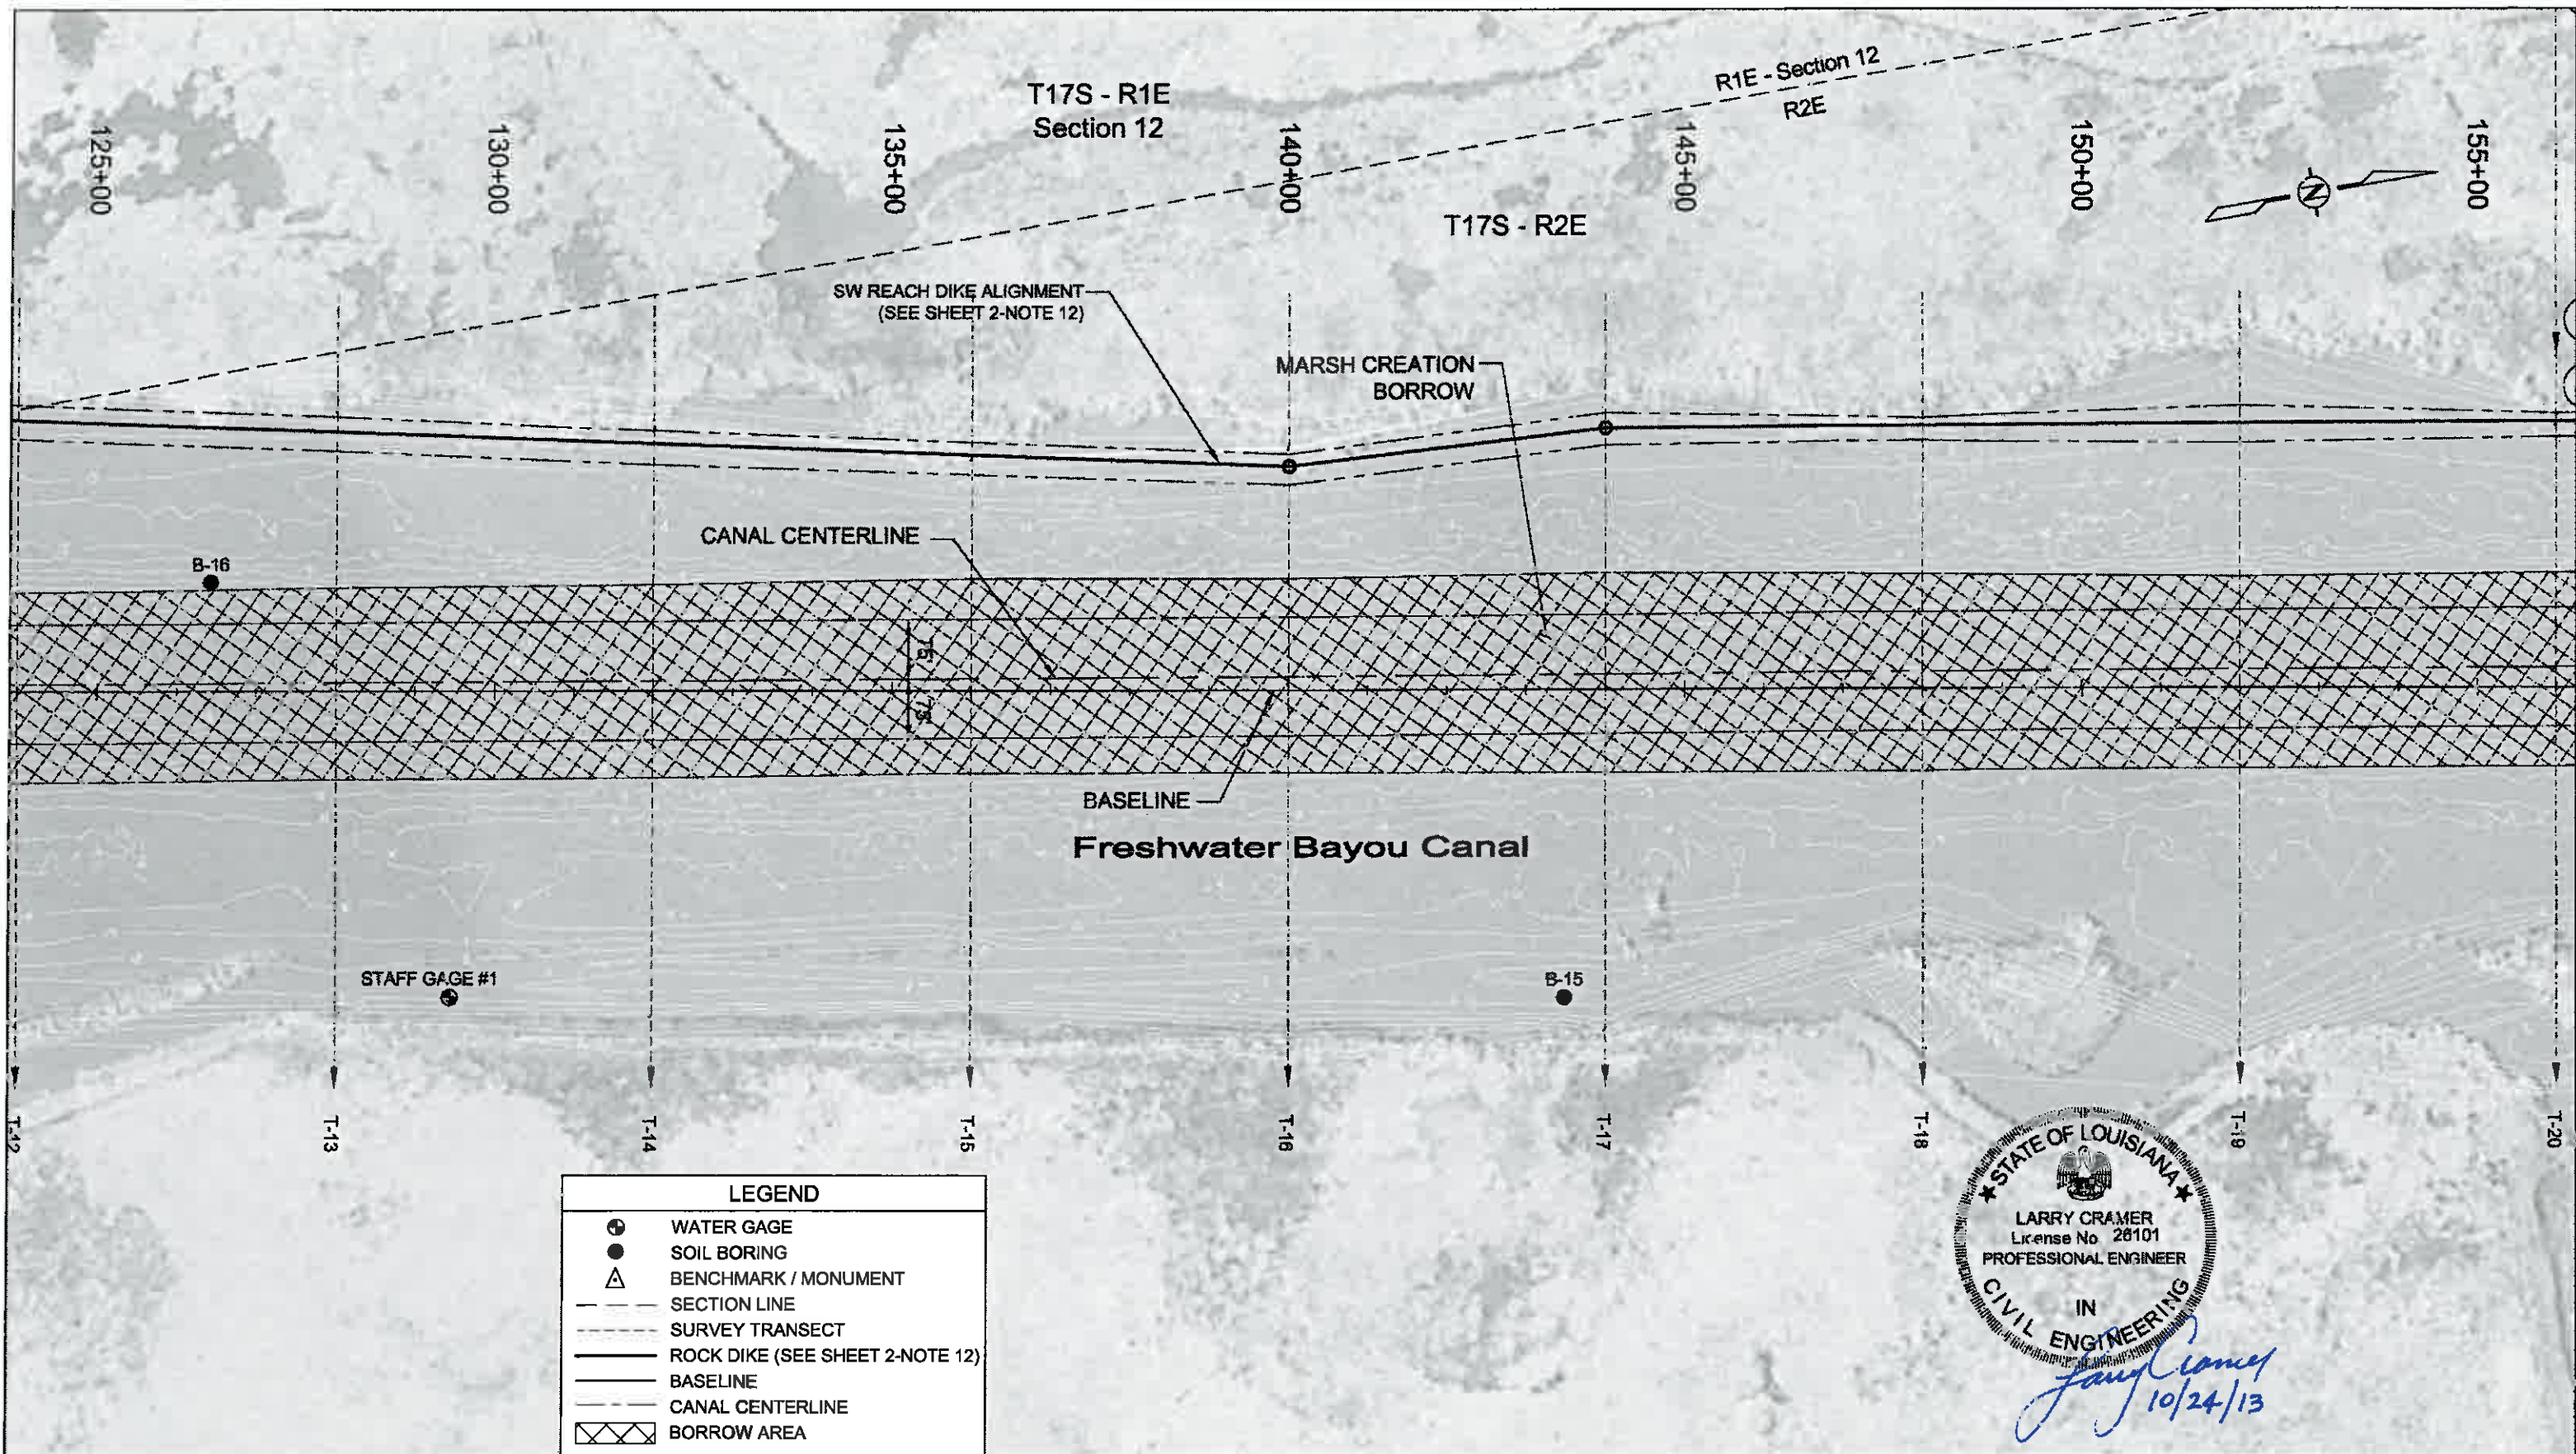 T17S - R1E
Section 12
R1E - Section 12
R2E
125+00
130+00
135+00
140+00
145+00
150+00
155+00
T17S - R2E
N
SW REACH DIKE ALIGNMENT
(SEE SHEET 2-NOTE 12)
MARSH CREATION
BORROW
CANAL CENTERLINE
B-16
75'
75'
BASELINE
Freshwater Bayou Canal
STAFF GAGE #1
B-15
T-12
T-13
T-14
T-15
T-16
T-17
T-18
T-19
T-20
LEGEND
WATER GAGE
SOIL BORING
BENCHMARK / MONUMENT
SECTION LINE
SURVEY TRANSECT
ROCK DIKE (SEE SHEET 2-NOTE 12)
BASELINE
CANAL CENTERLINE
BORROW AREA
STATE OF LOUISIANA
LARRY CRAMER
License No. 26101
PROFESSIONAL ENGINEER
IN
CIVIL ENGINEERING
Larry Cramer
10/24/13